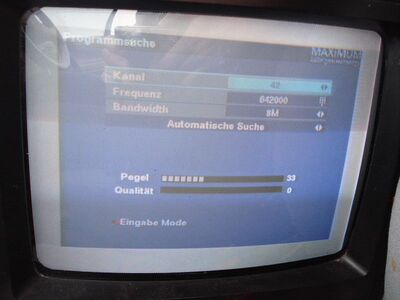 Programmsuche
MAXIMUM
Kanal 42
Frequenz 642000
Bandwidth 8M
Automatische Suche
Pegel 33
Qualität 0
Eingabe Mode